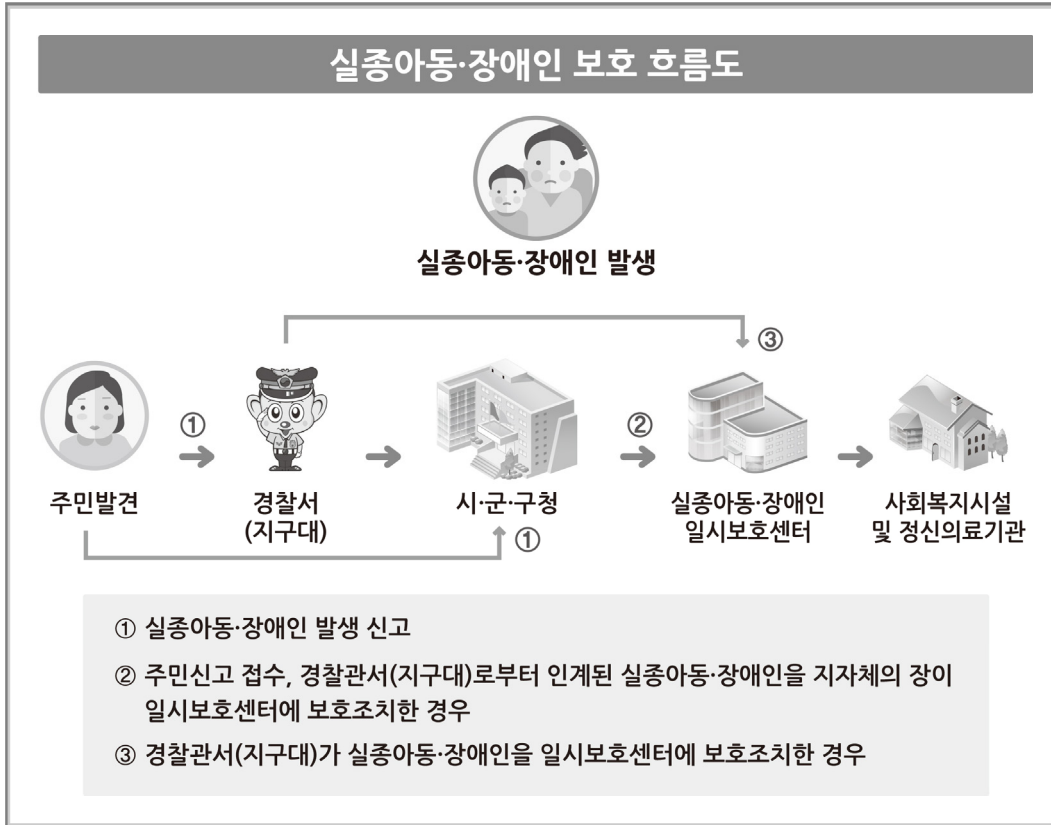 실종아동·장애인 보호 흐름도
실종아동·장애인 발생
③
①
②
주민발견
경찰서
(지구대)
시·군·구청
실종아동·장애인
일시보호센터
사회복지시설
및 정신의료기관
①
① 실종아동·장애인 발생 신고
② 주민신고 접수, 경찰관서(지구대)로부터 인계된 실종아동·장애인을 지자체의 장이
일시보호센터에 보호조치한 경우
③ 경찰관서(지구대)가 실종아동·장애인을 일시보호센터에 보호조치한 경우